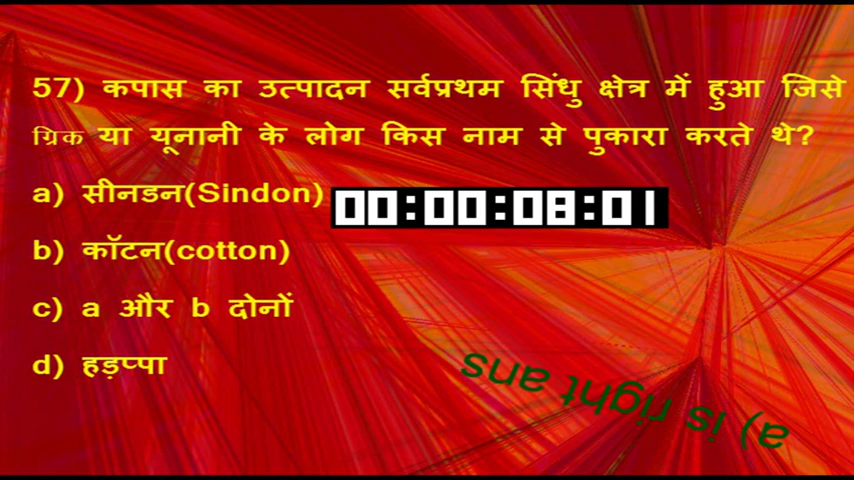 57) कपास का उत्पादन सर्वप्रथम सिंधु क्षेत्र में हुआ जिसे
ग्रिक या यूनानी के लोग किस नाम से पुकारा करते थे?
a) सीनडन(Sindon)
00:00:08:01
b) कॉटन(cotton)
c) a और b दोनों
d) हड़प्पा
a) is right ans